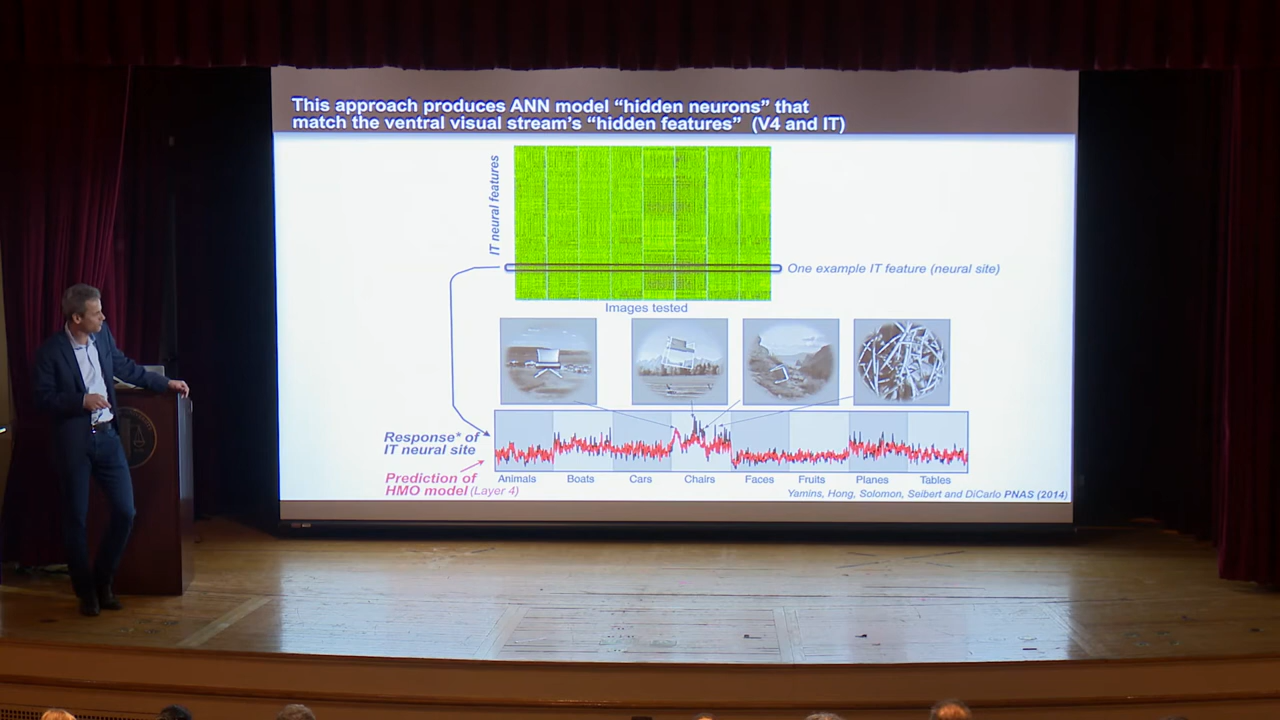 This approach produces ANN model “hidden neurons” that
match the ventral visual stream’s “hidden features” (V4 and IT)
IT neural features
One example IT feature (neural site)
Images tested
Response* of
IT neural site
Prediction of
HMO model (Layer 4)
Animals Boats Cars Chairs Faces Fruits Planes Tables
Yamins, Hong, Solomon, Seibert and DiCarlo PNAS (2014)